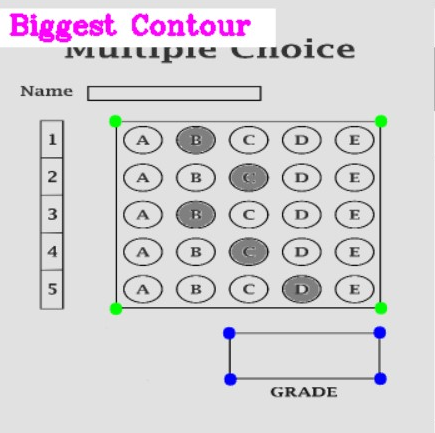 Biggest Contour
Multiple Choice
Name
1 A B C D E
2 A B C D E
3 A B C D E
4 A B C D E
5 A B C D E
GRADE